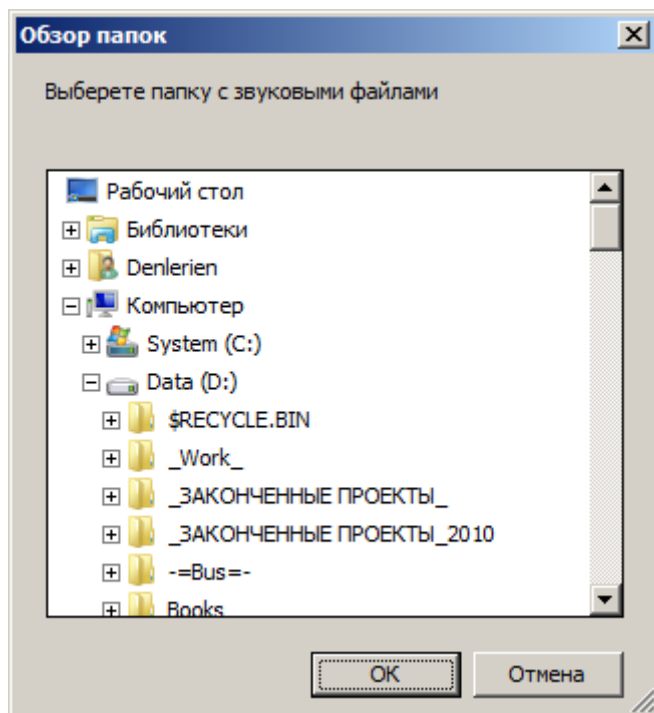 Обзор папок
Выберете папку с звуковыми файлами
Рабочий стол
Библиотеки
Denlerien
Компьютер
System (C:)
Data (D:)
$RECYCLE.BIN
_Work_
_ЗАКОНЧЕННЫЕ ПРОЕКТЫ_
_ЗАКОНЧЕННЫЕ ПРОЕКТЫ_2010
-=Bus=-
Books
ОК Отмена